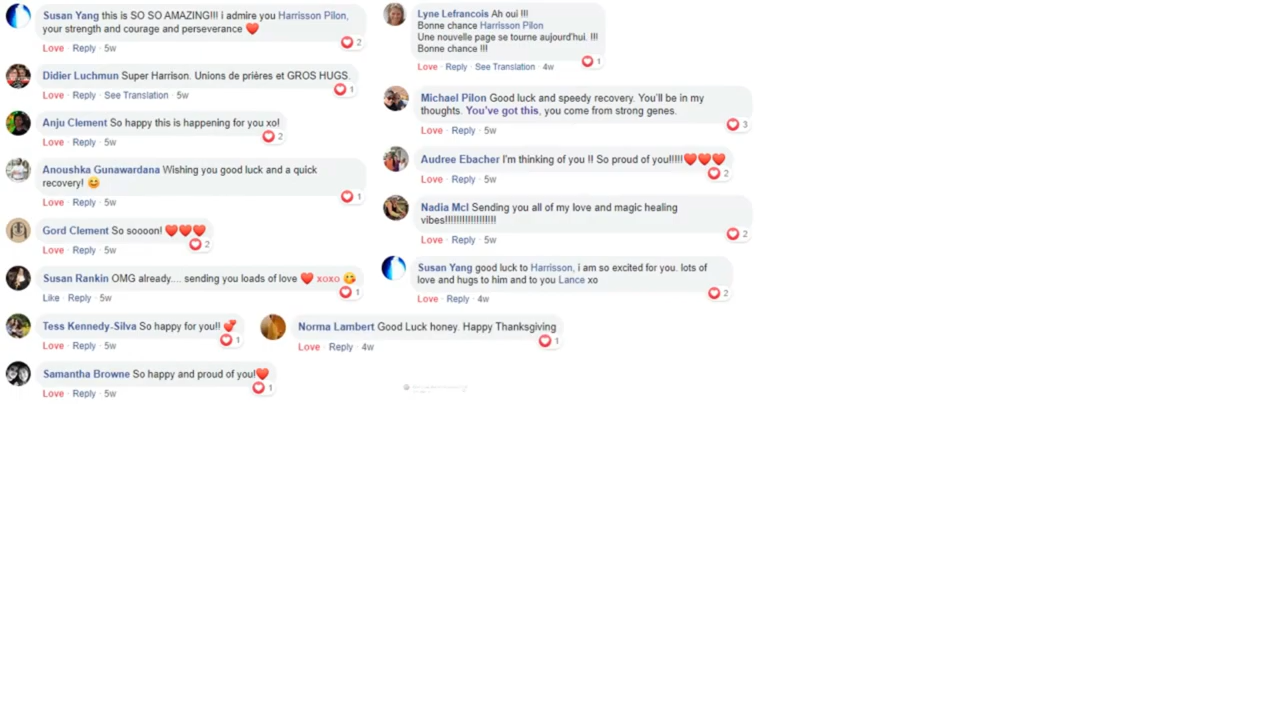 Susan Yang this is SO SO AMAZING!!! i admire you Harrisson Pilon,
your strength and courage and perseverance ❤️
2
Love · Reply · 5w
Didier Luchmun Super Harrison. Unions de prières et GROS HUGS.
1
Love · Reply · See Translation · 5w
Anju Clement So happy this is happening for you xo!
2
Love · Reply · 5w
Anoushka Gunawardana Wishing you good luck and a quick
recovery! 😊
1
Love · Reply · 5w
Gord Clement So soooon! ❤️❤️❤️
2
Love · Reply · 5w
Susan Rankin OMG already.... sending you loads of love ❤️ xoxo 😘
1
Like · Reply · 5w
Tess Kennedy-Silva So happy for you!! 💕
1
Love · Reply · 5w
Samantha Browne So happy and proud of you!❤️
1
Love · Reply · 5w
Lyne Lefrancois Ah oui !!!
Bonne chance Harrisson Pilon
Une nouvelle page se tourne aujourd'hui. !!!
Bonne chance !!!
1
Love · Reply · See Translation · 4w
Michael Pilon Good luck and speedy recovery. You'll be in my
thoughts. You've got this, you come from strong genes.
3
Love · Reply · 5w
Audree Ebacher I'm thinking of you !! So proud of you!!!!!❤️❤️❤️
2
Love · Reply · 5w
Nadia Mcl Sending you all of my love and magic healing
vibes!!!!!!!!!!!!!!!!!!
2
Love · Reply · 5w
Susan Yang good luck to Harrisson, i am so excited for you. lots of
love and hugs to him and to you Lance xo
2
Love · Reply · 4w
Norma Lambert Good Luck honey. Happy Thanksgiving
1
Love · Reply · 4w